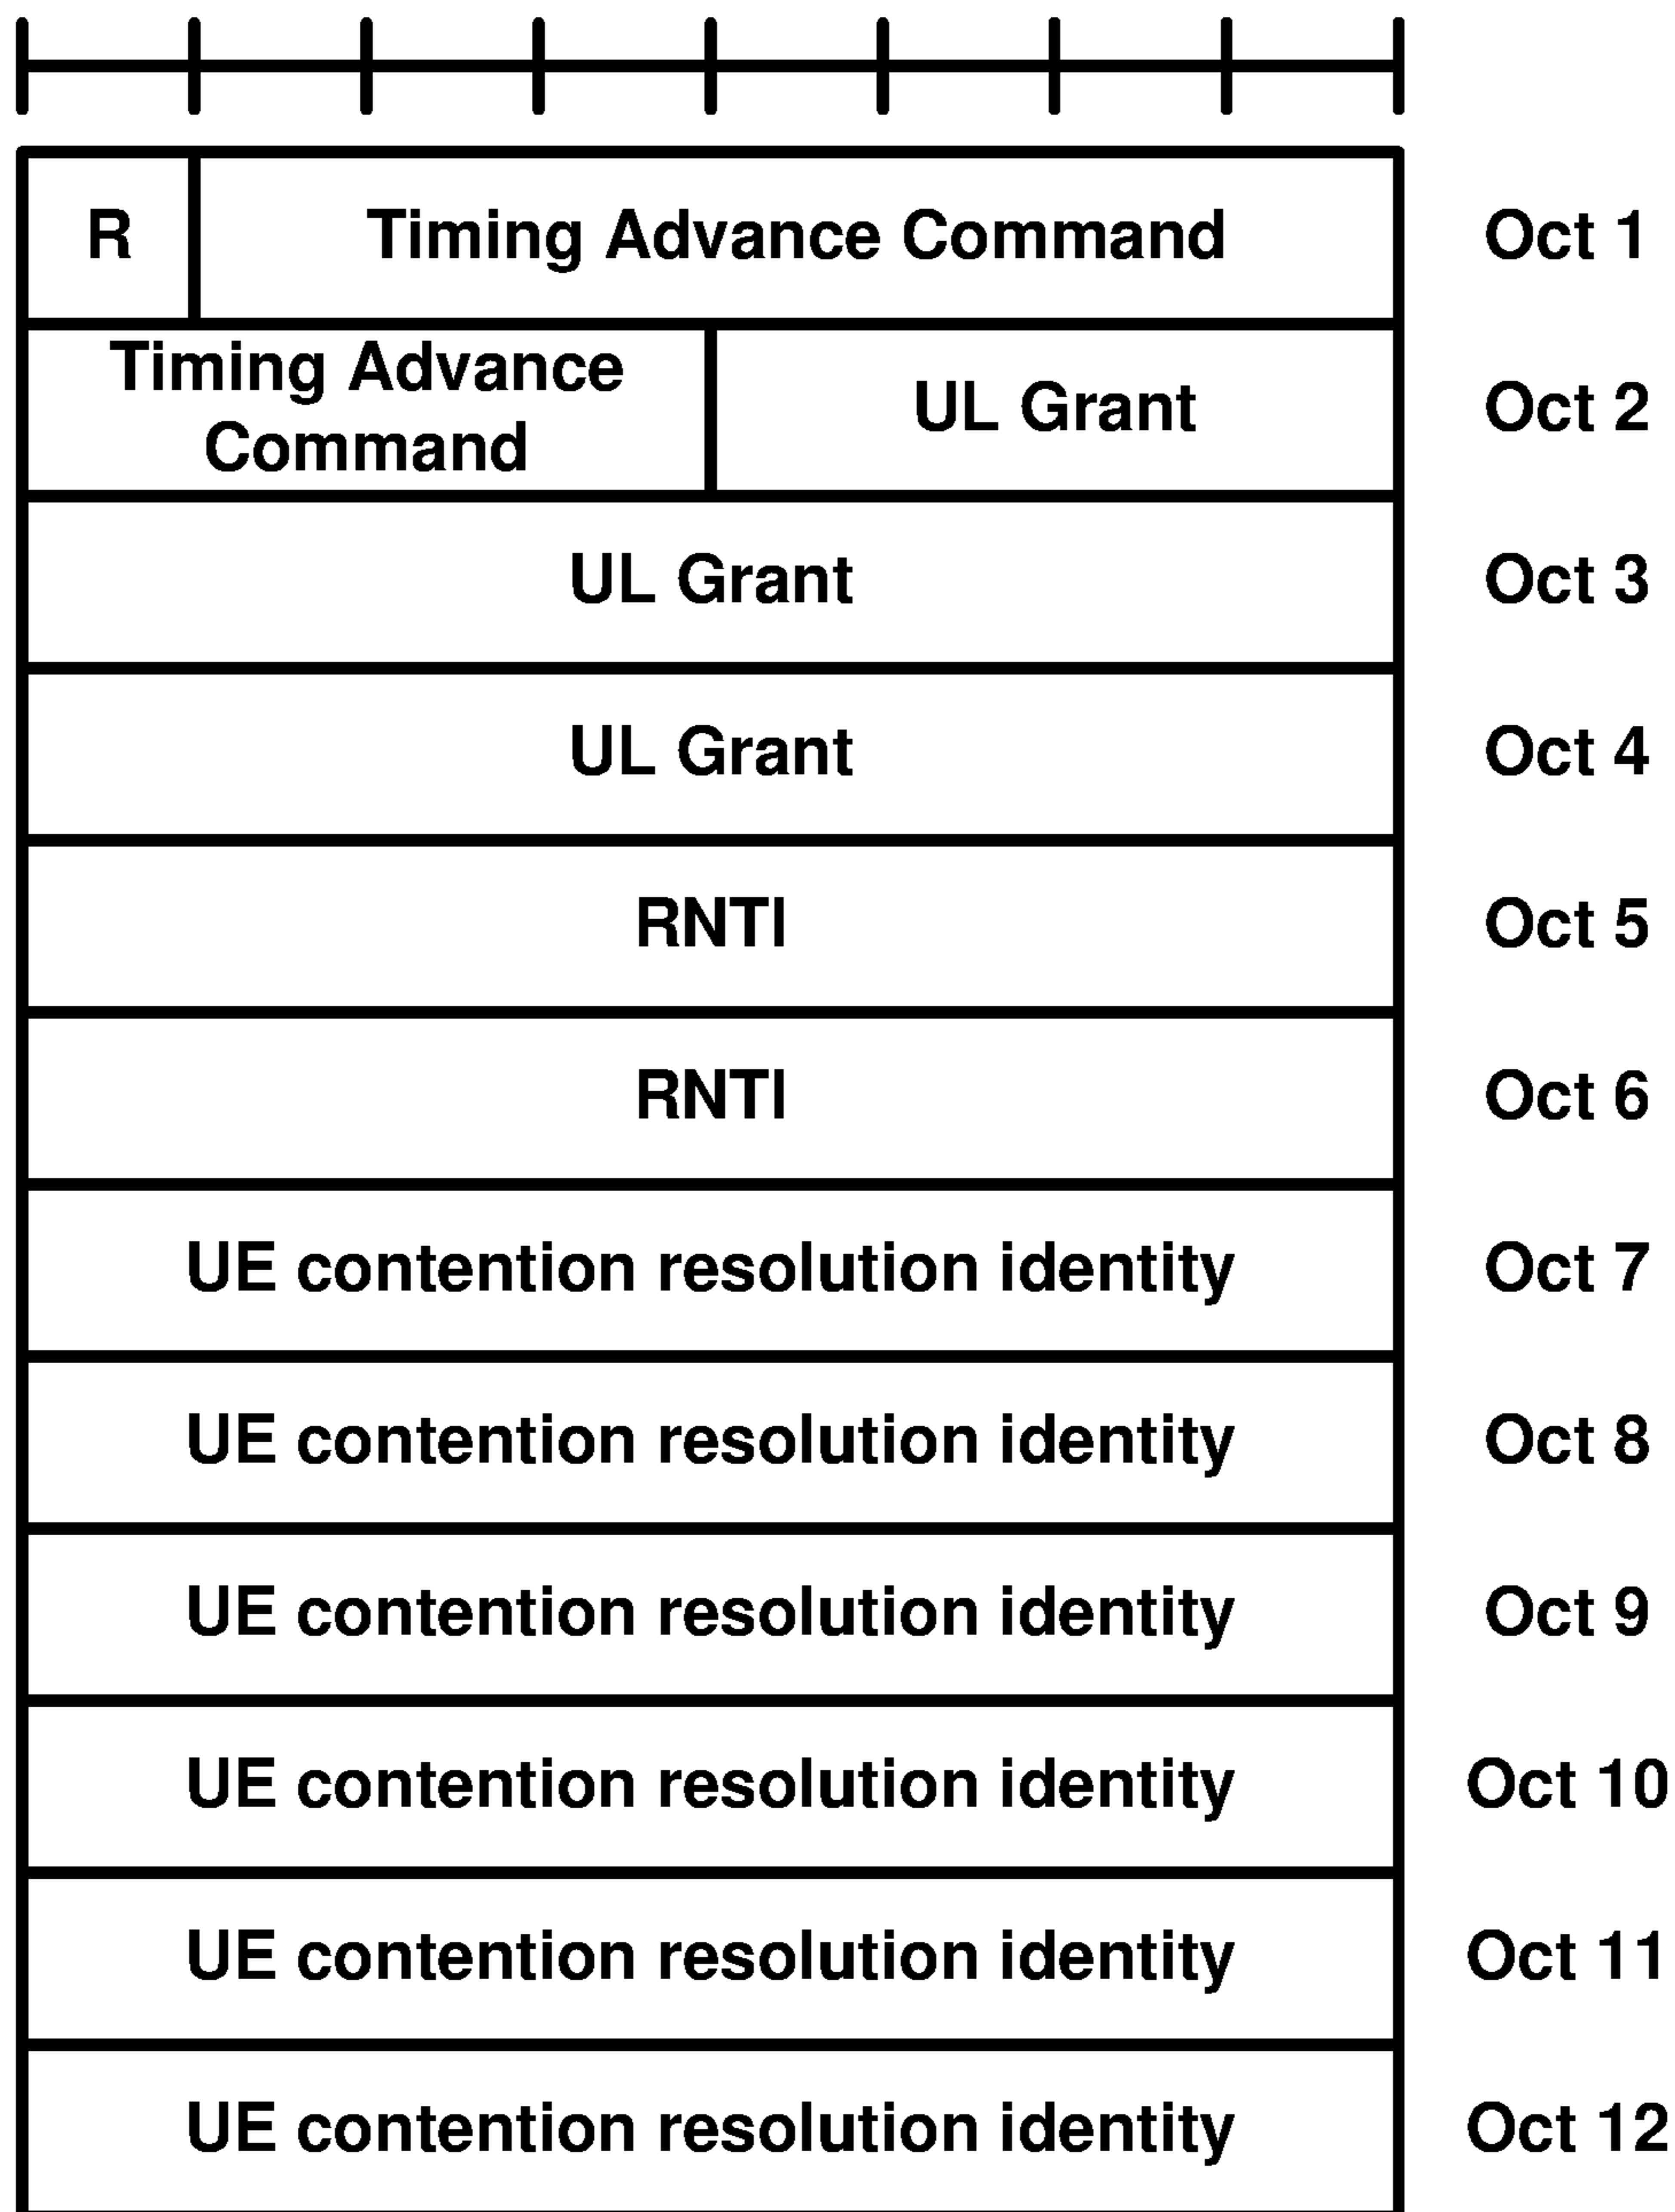 R Timing Advance Command Oct 1
Timing Advance
Command
UL Grant Oct 2
UL Grant Oct 3
UL Grant Oct 4
RNTI Oct 5
RNTI Oct 6
UE contention resolution identity Oct 7
UE contention resolution identity Oct 8
UE contention resolution identity Oct 9
UE contention resolution identity Oct 10
UE contention resolution identity Oct 11
UE contention resolution identity Oct 12